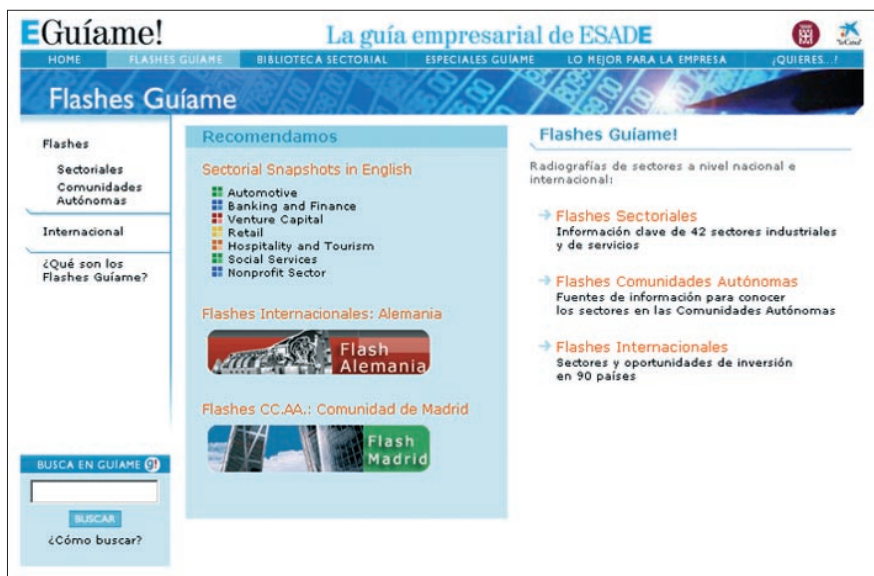 EGuíame!
La guía empresarial de ESADE
"la Caixa"
HOME FLASHES GUÍAME BIBLIOTECA SECTORIAL ESPECIALES GUÍAME LO MEJOR PARA LA EMPRESA ¿QUIERES...?
Flashes Guíame
Flashes
Sectoriales
Comunidades
Autónomas
Internacional
¿Qué son los
Flashes Guíame?
BUSCA EN GUÍAME g!
BUSCAR
¿Cómo buscar?
Recomendamos
Sectorial Snapshots in English
Automotive
Banking and Finance
Venture Capital
Retail
Hospitality and Tourism
Social Services
Nonprofit Sector
Flashes Internacionales: Alemania
Flash
Alemania
Flashes CC.AA.: Comunidad de Madrid
Flash
Madrid
Flashes Guíame!
Radiografías de sectores a nivel nacional e
internacional:
Flashes Sectoriales
Información clave de 42 sectores industriales
y de servicios
Flashes Comunidades Autónomas
Fuentes de información para conocer
los sectores en las Comunidades Autónomas
Flashes Internacionales
Sectores y oportunidades de inversión
en 90 países